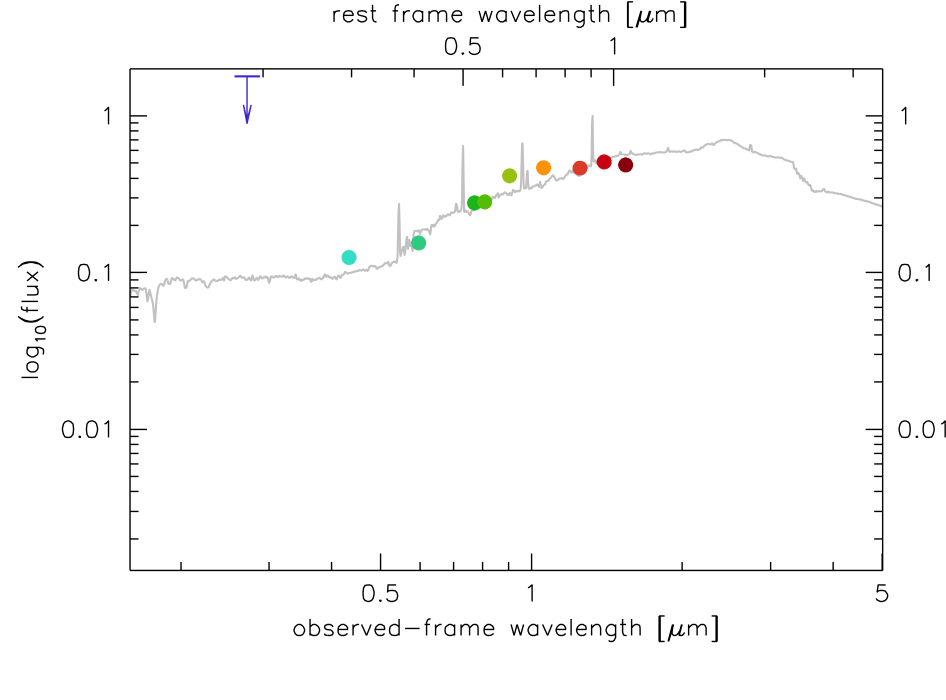 rest frame wavelength [μm]
0.5 1
1 1
0.1 0.1
log10(flux)
0.01 0.01
0.5 1 5
observed-frame wavelength [μm]